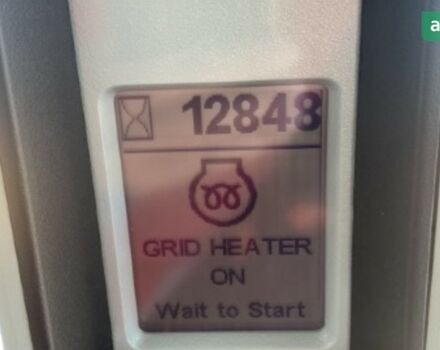 a
12848
GRID HEATER
ON
Wait to Start